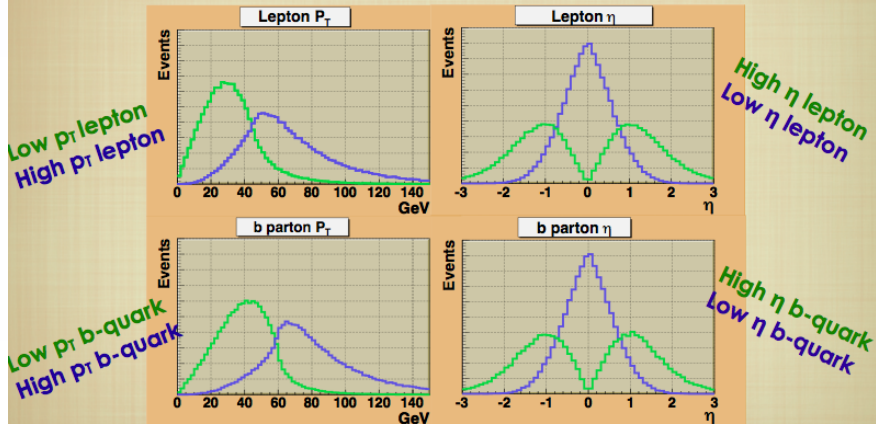 Lepton P_T
Events
0 20 40 60 80 100 120 140
GeV
Low p_T lepton
High p_T lepton
Lepton η
Events
-3 -2 -1 0 1 2 3
η
High η lepton
Low η lepton
b parton P_T
Events
0 20 40 60 80 100 120 140
GeV
Low p_T b-quark
High p_T b-quark
b parton η
Events
-3 -2 -1 0 1 2 3
η
High η b-quark
Low η b-quark